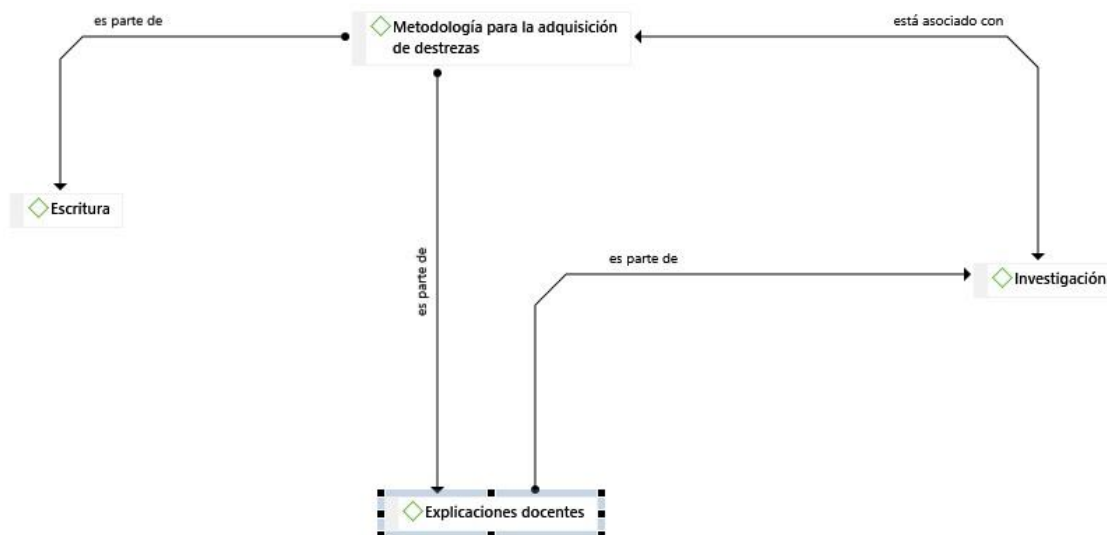 es parte de
Metodología para la adquisición
de destrezas
está asociado con
Escritura
es parte de
es parte de
Investigación
Explicaciones docentes